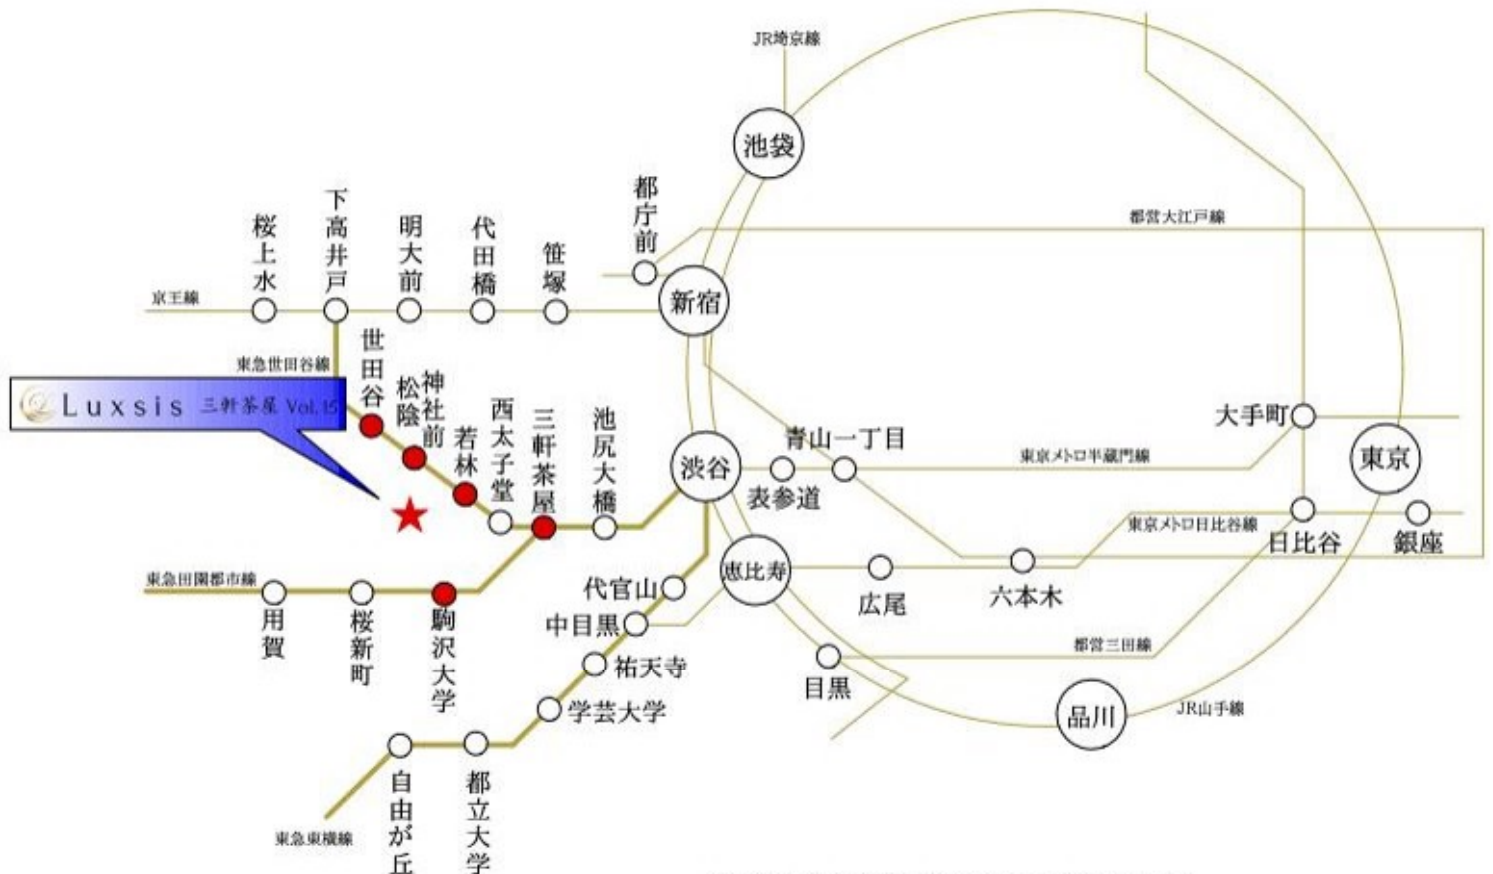 JR埼京線
池袋
都庁前
都営大江戸線
桜上水
下高井戸
明大前
代田橋
笹塚
新宿
京王線
東急世田谷線
世田谷
松陰
神社前
若林
西太子堂
三軒茶屋
池尻大橋
Luxsis 三軒茶屋 Vol.15
渋谷
表参道
青山一丁目
東京メトロ半蔵門線
大手町
東京
東京メトロ日比谷線
日比谷
銀座
東急田園都市線
用賀
桜新町
駒沢大学
恵比寿
広尾
六本木
代官山
中目黒
祐天寺
学芸大学
目黒
都営三田線
品川
JR山手線
自由が丘
都立大学
東急東横線